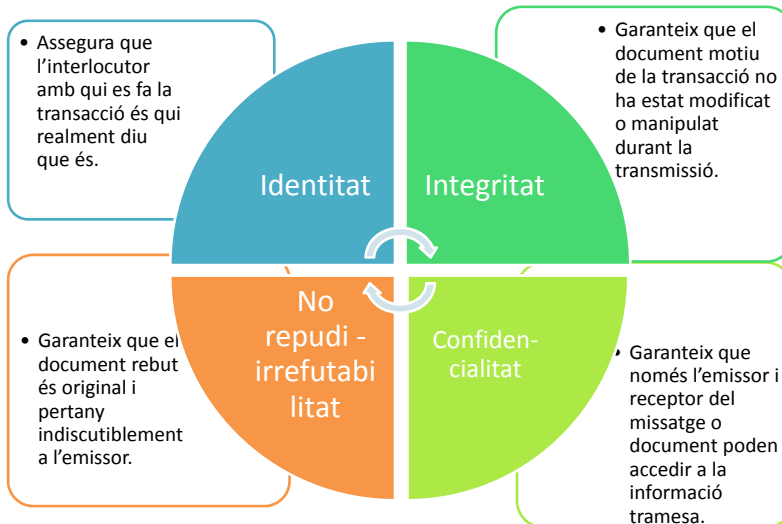 • Assegura que
l'interlocutor
amb qui es fa la
transacció és qui
realment diu
que és.
Identitat
Integritat
• Garanteix que el
document motiu
de la transacció no
ha estat modificat
o manipulat
durant la
transmissió.
• Garanteix que el
document rebut
és original i
pertany
indiscutiblement
a l'emissor.
No
repudi -
irrefutabi
litat
Confiden-
cialitat
• Garanteix que
només l'emissor i
receptor del
missatge o
document poden
accedir a la
informació
tramesa.